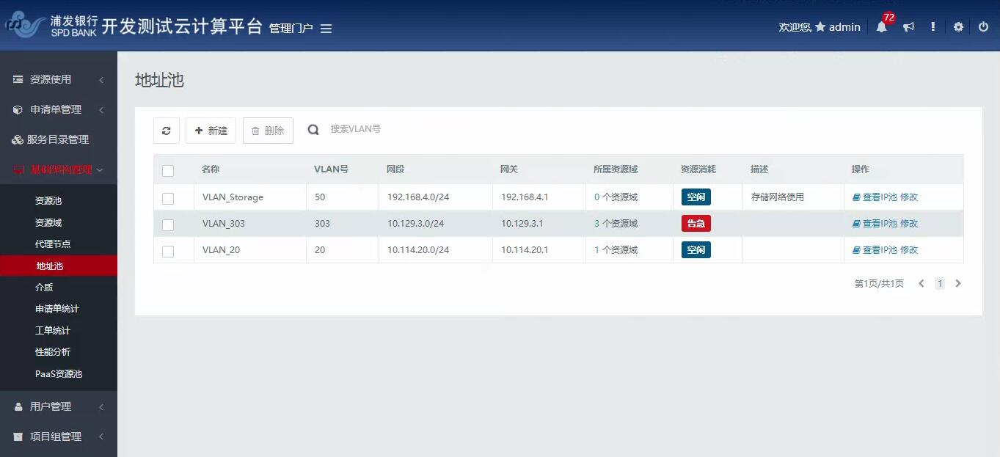 浦发银行
SPD BANK
开发测试云计算平台 管理门户
欢迎您, admin
72
资源使用
申请单管理
服务目录管理
基础架构管理
资源池
资源域
代理节点
地址池
介质
申请单统计
工单统计
性能分析
PaaS资源池
用户管理
项目组管理
地址池
新建 删除 搜索VLAN号
名称 VLAN号 网段 网关 所属资源域 资源消耗 描述 操作
VLAN_Storage 50 192.168.4.0/24 192.168.4.1 0 个资源域 空闲 存储网络使用 查看IP池 修改
VLAN_303 303 10.129.3.0/24 10.129.3.1 3 个资源域 告急 查看IP池 修改
VLAN_20 20 10.114.20.0/24 10.114.20.1 1 个资源域 空闲 查看IP池 修改
第1页/共1页 1